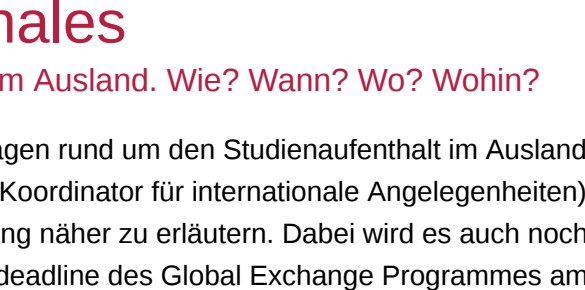 nales
m Ausland. Wie? Wann? Wo? Wohin?
agen rund um den Studienaufenthalt im Ausland
Koordinator für internationale Angelegenheiten)
ng näher zu erläutern. Dabei wird es auch noch
deadline des Global Exchange Programmes am